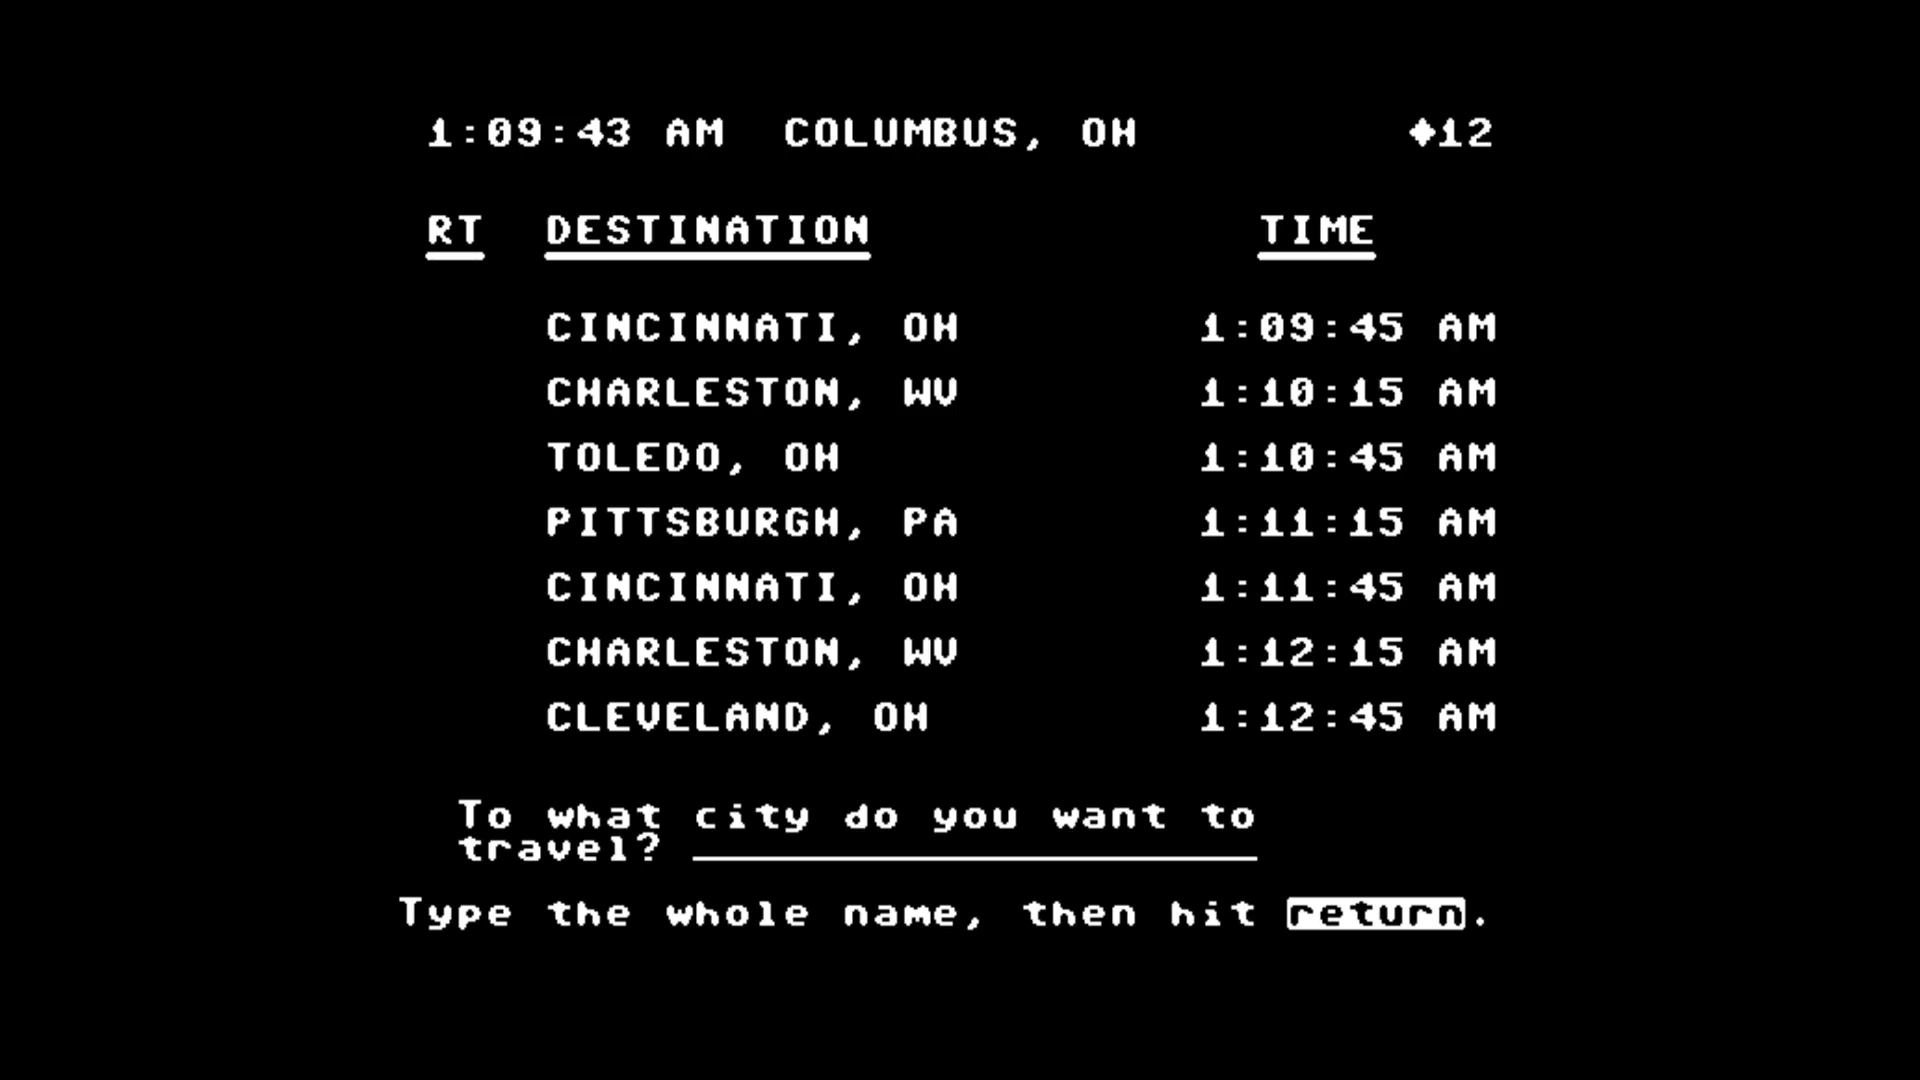 1:09:43 AM COLUMBUS, OH ♦12
RT DESTINATION TIME
CINCINNATI, OH 1:09:45 AM
CHARLESTON, WV 1:10:15 AM
TOLEDO, OH 1:10:45 AM
PITTSBURGH, PA 1:11:15 AM
CINCINNATI, OH 1:11:45 AM
CHARLESTON, WV 1:12:15 AM
CLEVELAND, OH 1:12:45 AM
To what city do you want to
travel?
Type the whole name, then hit return.